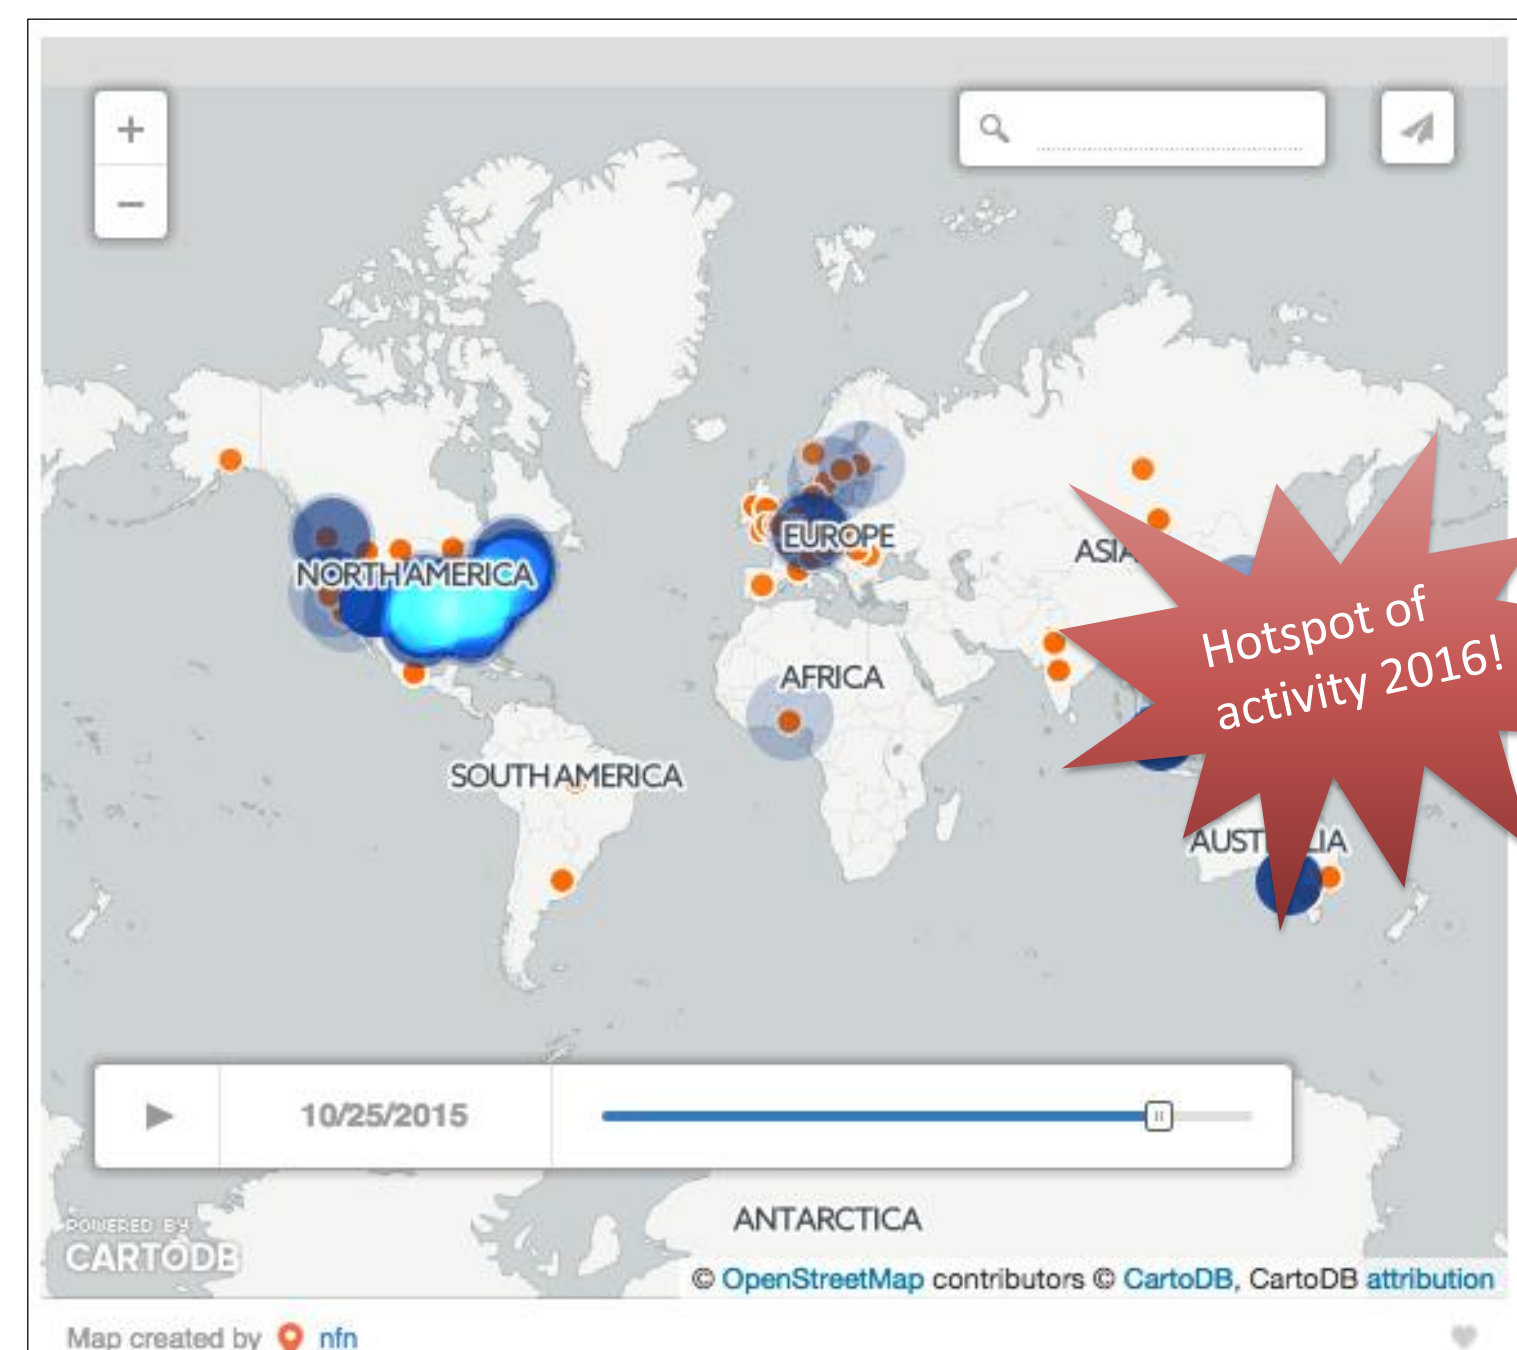 +
−
NORTH AMERICA
EUROPE
ASIA
Hotspot of
activity 2016!
AFRICA
SOUTH AMERICA
10/25/2015
ANTARCTICA
POWERED BY
CARTODB
© OpenStreetMap contributors © CartoDB, CartoDB attribution
Map created by nfn